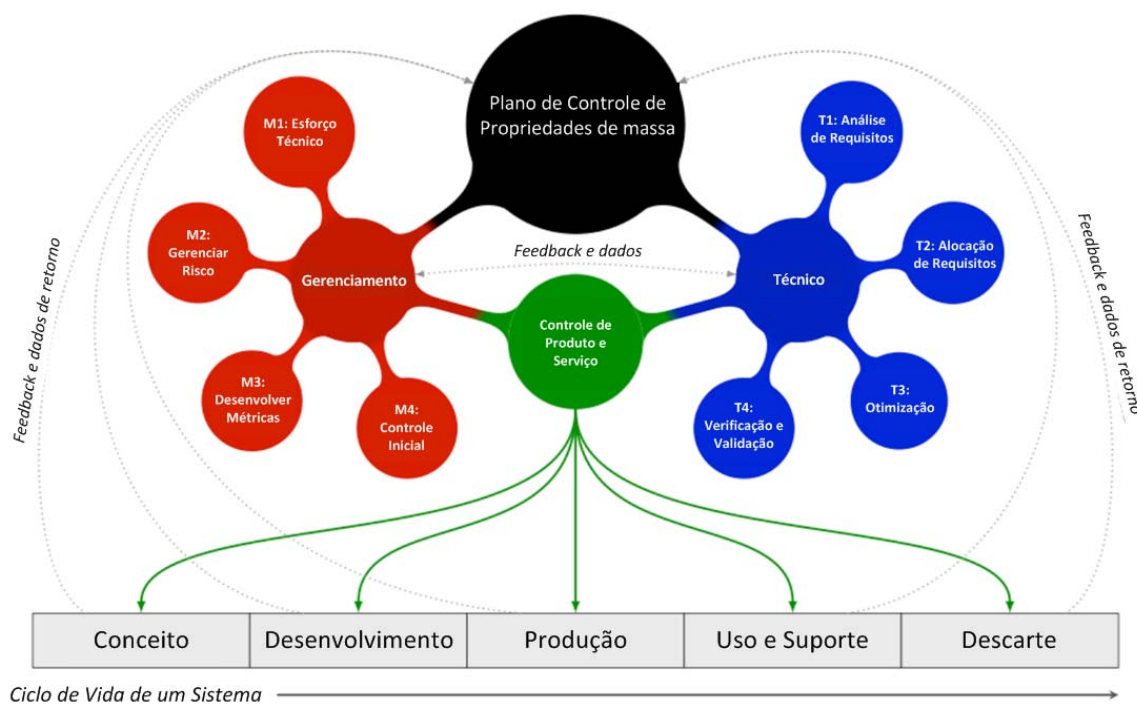 Plano de Controle de
Propriedades de massa
M1: Esforço
Técnico
M2:
Gerenciar
Risco
M3:
Desenvolver
Métricas
M4:
Controle
Inicial
Gerenciamento
Feedback e dados
Controle de
Produto e
Serviço
Técnico
T1: Análise
de Requisitos
T2: Alocação
de Requisitos
T3:
Otimização
T4:
Verificação e
Validação
Feedback e dados de retorno
Feedback e dados de retorno
Conceito
Desenvolvimento
Produção
Uso e Suporte
Descarte
Ciclo de Vida de um Sistema